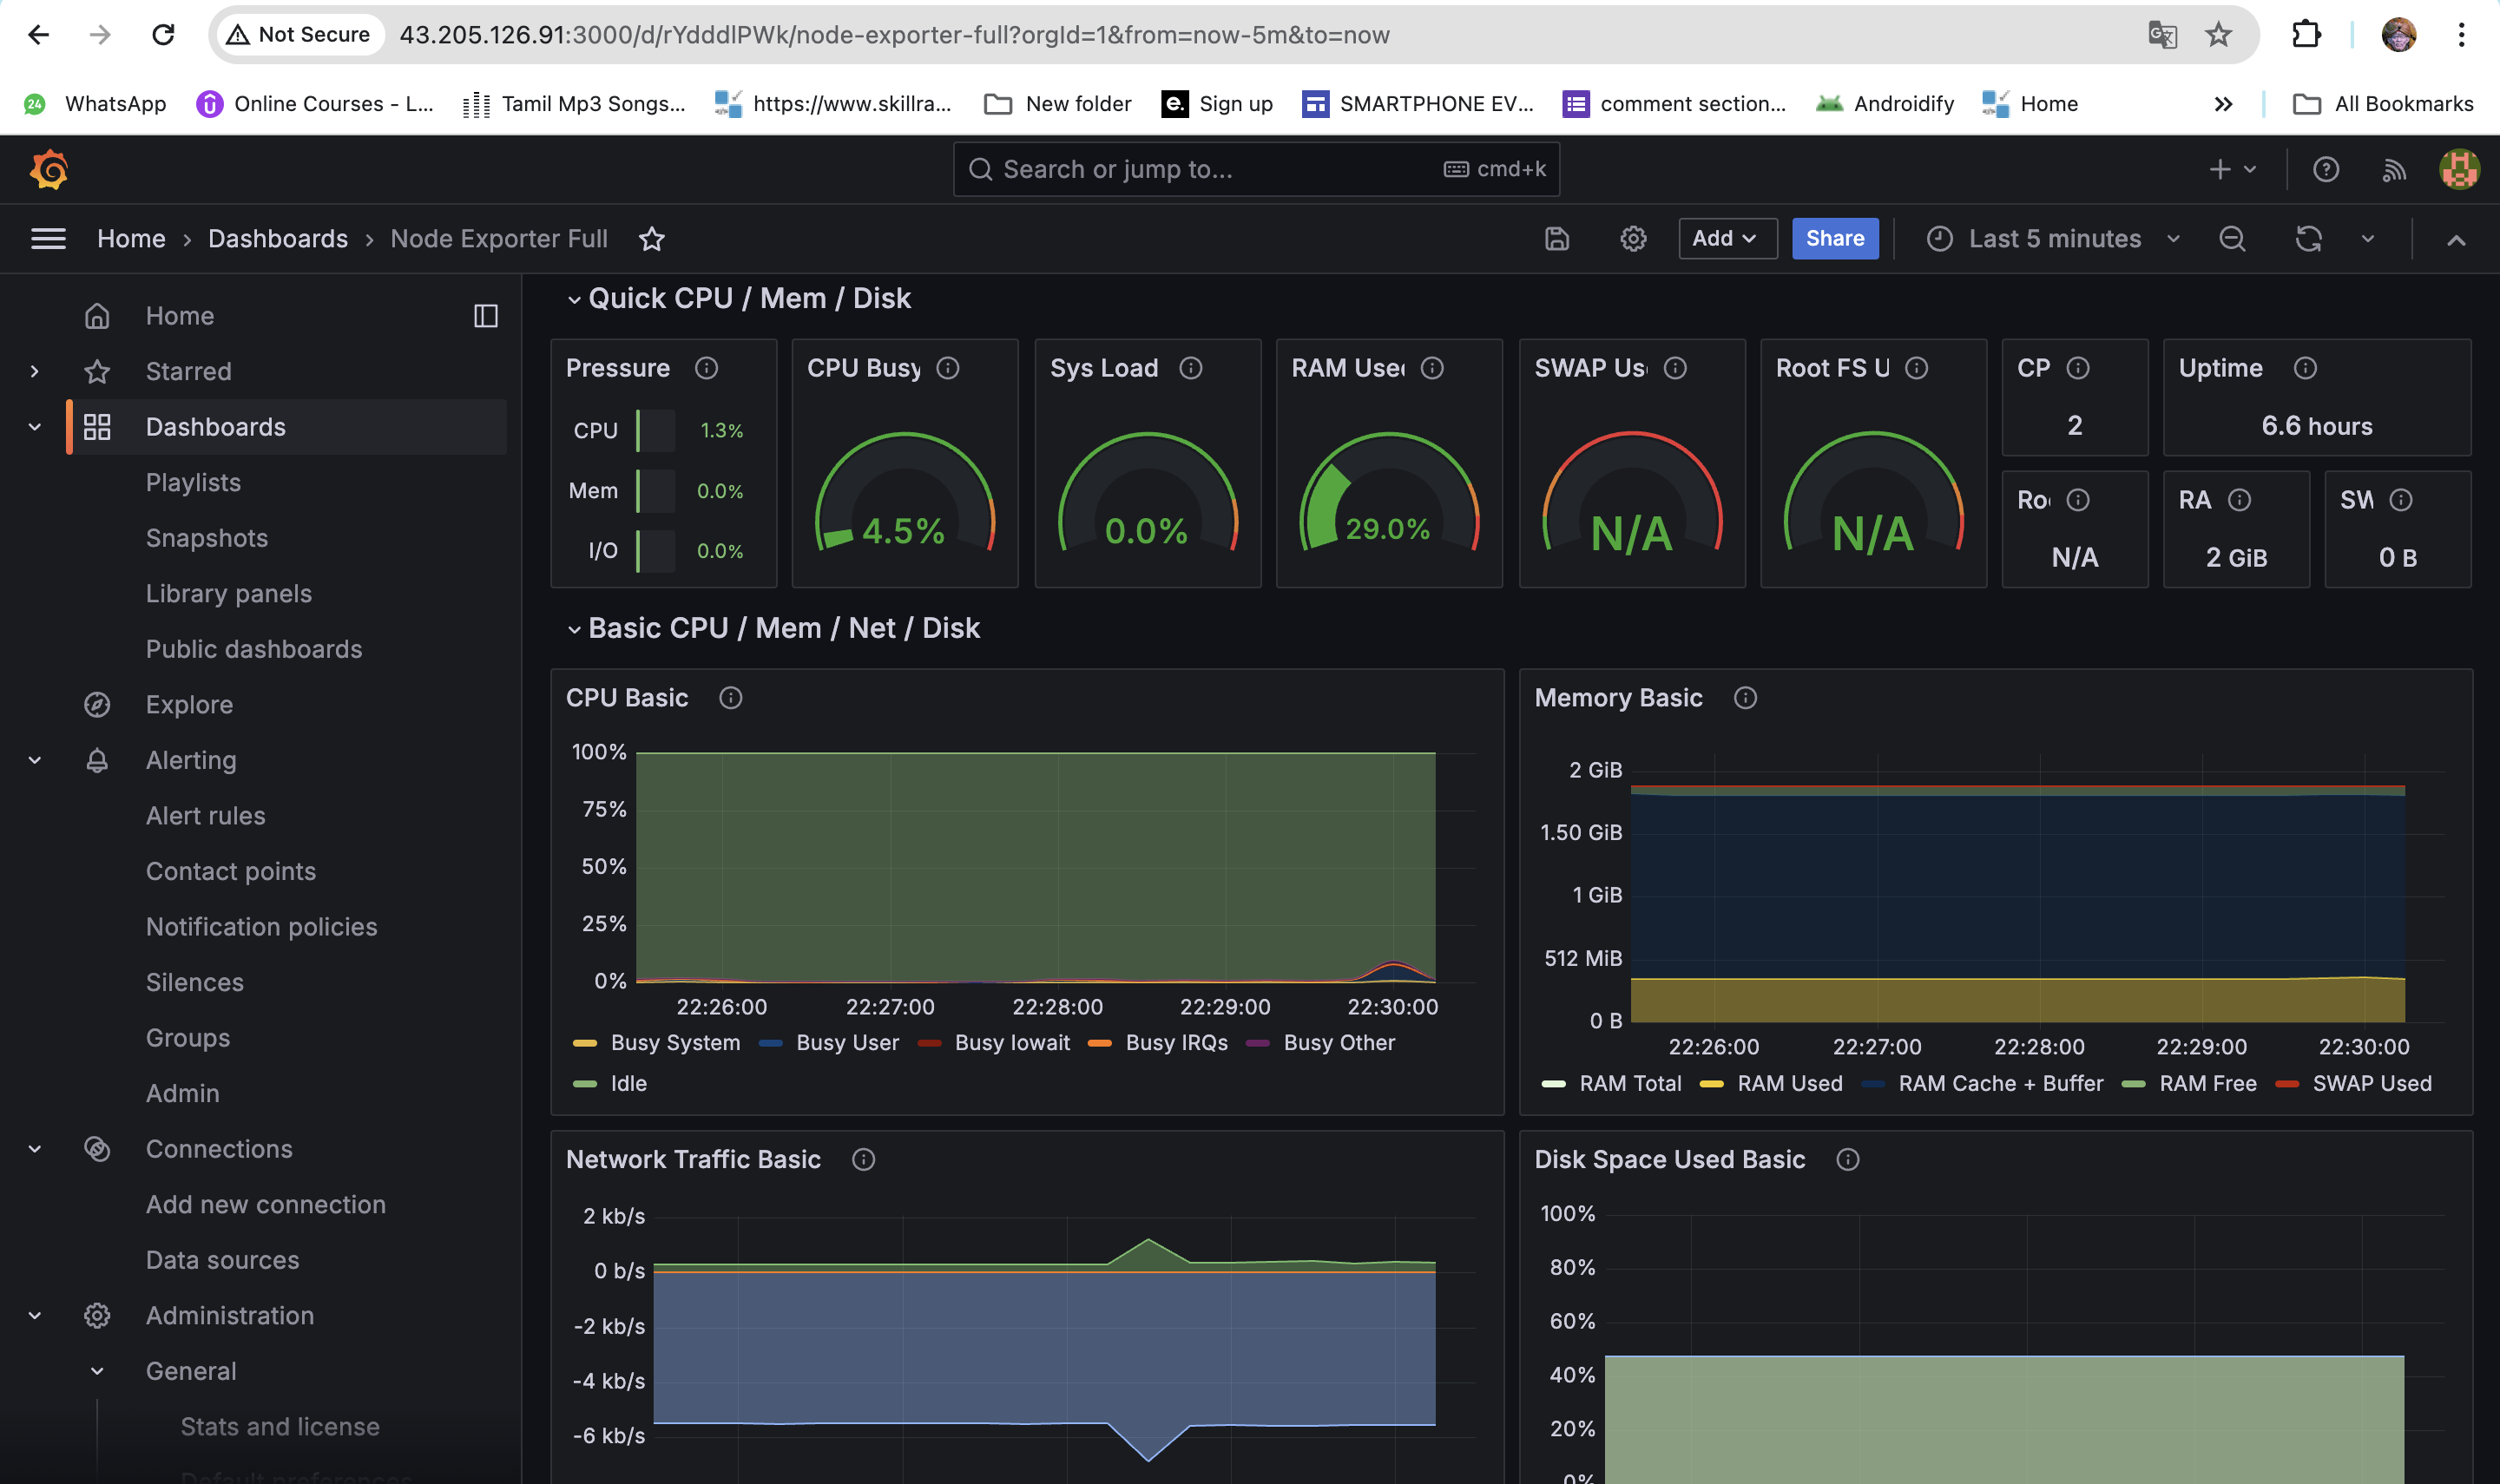 Not Secure 43.205.126.91:3000/d/rYdddlPWk/node-exporter-full?orgId=1&from=now-5m&to=now
24 WhatsApp Online Courses - L... Tamil Mp3 Songs... https://www.skillra... New folder e. Sign up SMARTPHONE EV... comment section... Androidify Home » All Bookmarks
Search or jump to... cmd+k
Home › Dashboards › Node Exporter Full Add Share Last 5 minutes
Home
Starred
Dashboards
Playlists
Snapshots
Library panels
Public dashboards
Explore
Alerting
Alert rules
Contact points
Notification policies
Silences
Groups
Admin
Connections
Add new connection
Data sources
Administration
General
Stats and license
Default preferences
Quick CPU / Mem / Disk
Pressure
CPU 1.3%
Mem 0.0%
I/O 0.0%
CPU Busy
4.5%
Sys Load
0.0%
RAM Used
29.0%
SWAP Us
N/A
Root FS U
N/A
CP
2
Uptime
6.6 hours
Roo
N/A
RA
2 GiB
SW
0 B
Basic CPU / Mem / Net / Disk
CPU Basic
100%
75%
50%
25%
0%
22:26:00 22:27:00 22:28:00 22:29:00 22:30:00
Busy System Busy User Busy Iowait Busy IRQs Busy Other
Idle
Memory Basic
2 GiB
1.50 GiB
1 GiB
512 MiB
0 B
22:26:00 22:27:00 22:28:00 22:29:00 22:30:00
RAM Total RAM Used RAM Cache + Buffer RAM Free SWAP Used
Network Traffic Basic
2 kb/s
0 b/s
-2 kb/s
-4 kb/s
-6 kb/s
Disk Space Used Basic
100%
80%
60%
40%
20%
0%